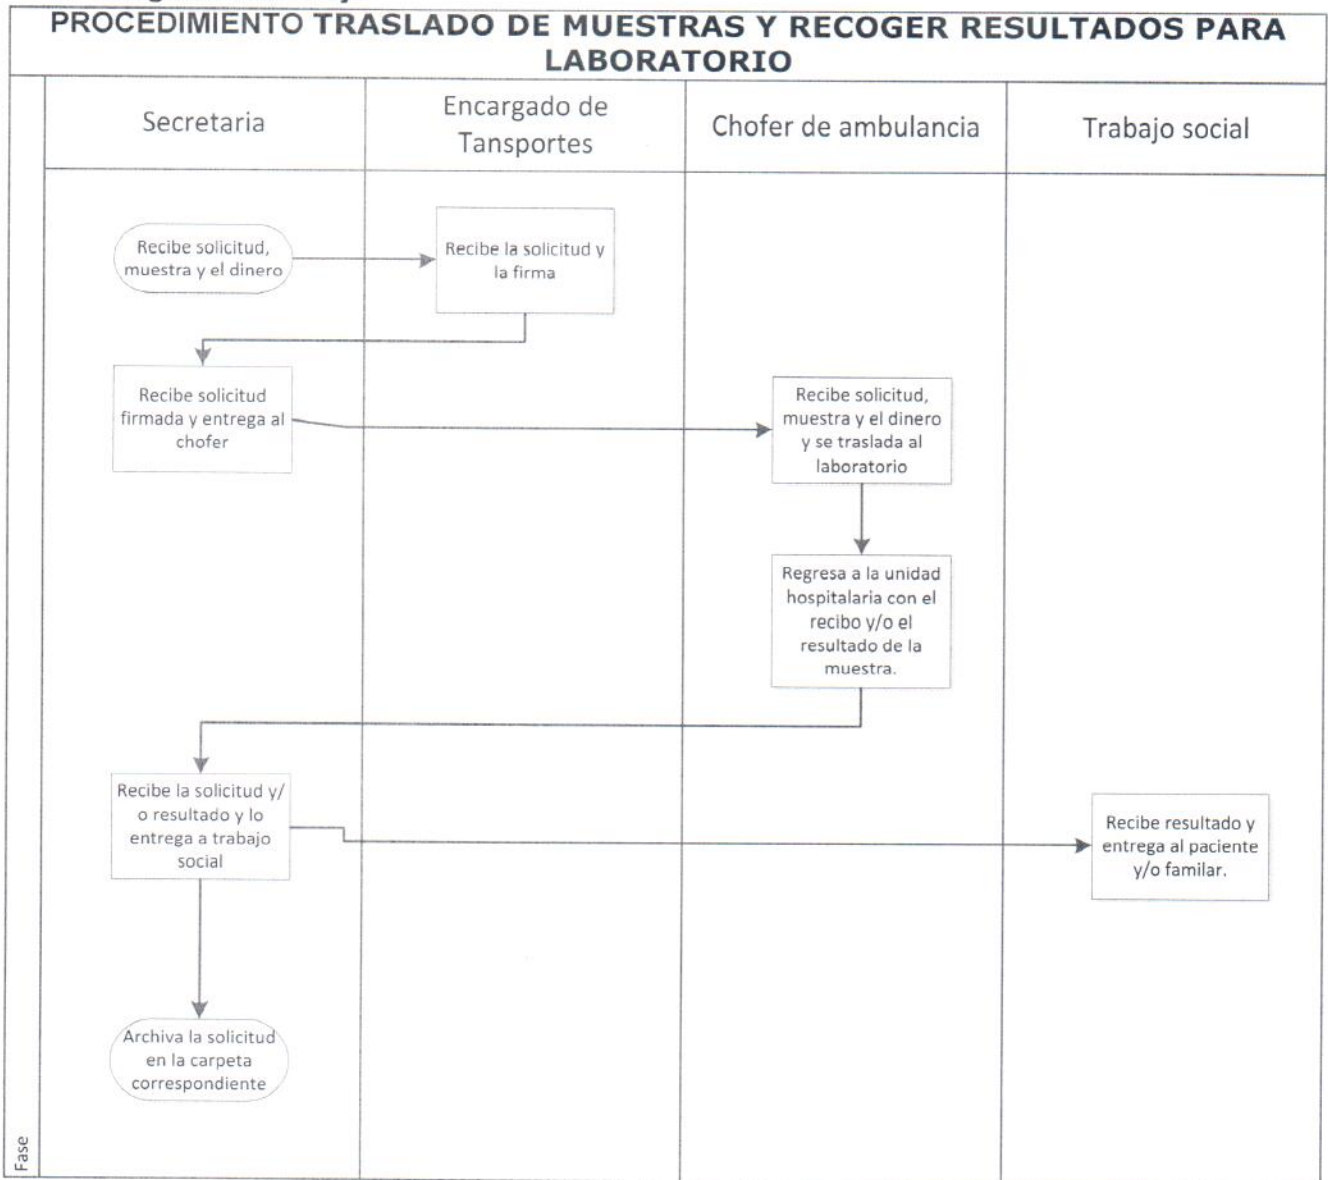 PROCEDIMIENTO TRASLADO DE MUESTRAS Y RECOGER RESULTADOS PARA
LABORATORIO
Secretaria
Encargado de
Tansportes
Chofer de ambulancia
Trabajo social
Recibe solicitud,
muestra y el dinero
Recibe la solicitud y
la firma
Recibe solicitud
firmada y entrega al
chofer
Recibe solicitud,
muestra y el dinero
y se traslada al
laboratorio
Regresa a la unidad
hospitalaria con el
recibo y/o el
resultado de la
muestra.
Recibe la solicitud y/
o resultado y lo
entrega a trabajo
social
Recibe resultado y
entrega al paciente
y/o familar.
Archiva la solicitud
en la carpeta
correspondiente
Fase